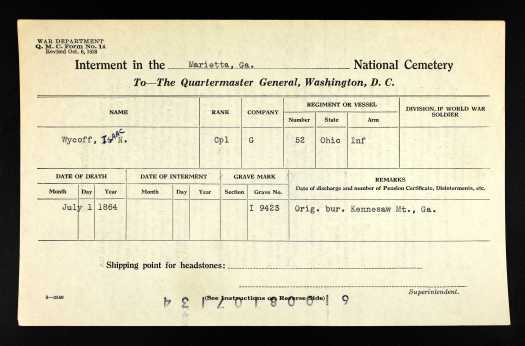 WAR DEPARTMENT
Q. M. C. Form No. 14
Revised Oct. 6, 1928
Interment in the Marietta, Ga. National Cemetery
To—The Quartermaster General, Washington, D. C.
NAME RANK COMPANY REGIMENT OR VESSEL DIVISION, IF WORLD WAR SOLDIER
Number State Arm
Wycoff, Isaac N. Cpl G 52 Ohio Inf
DATE OF DEATH DATE OF INTERMENT GRAVE MARK REMARKS
Month Day Year Month Day Year Section Grave No. Date of discharge and number of Pension Certificate, Disinterments, etc.
July 1 1864 I 9423 Orig. bur. Kennesaw Mt., Ga.
Shipping point for headstones:
Superintendent.
(See Instructions on Reverse Side)